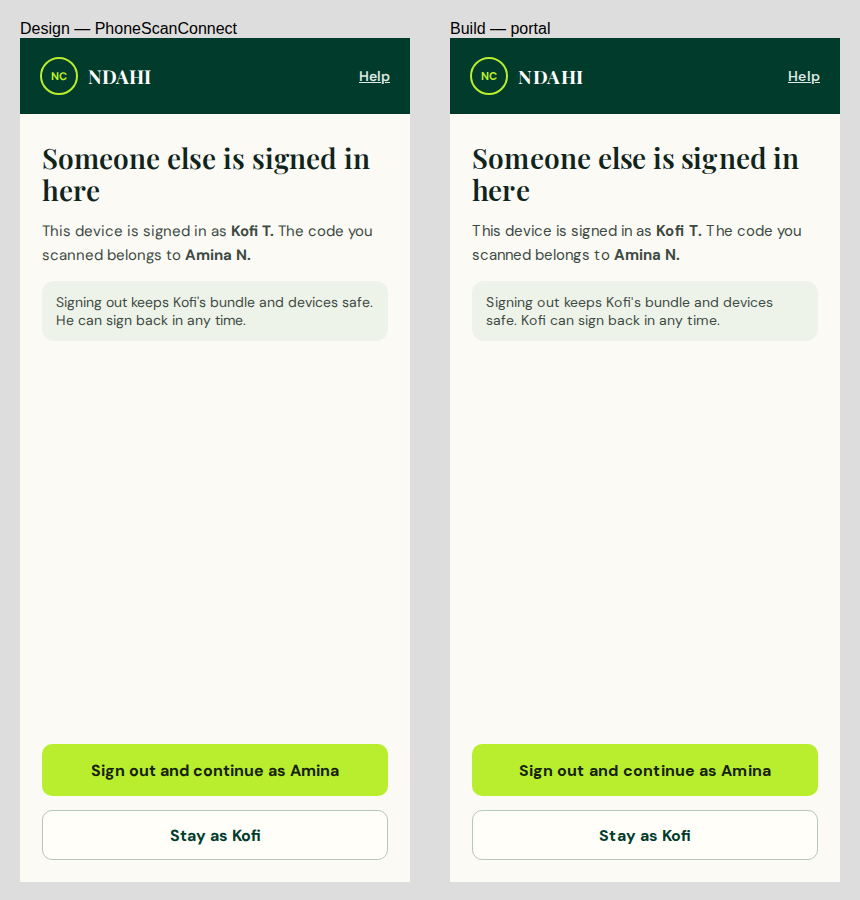 Design — PhoneScanConnect
NC NDAHI Help
Someone else is signed in
here
This device is signed in as Kofi T. The code you
scanned belongs to Amina N.
Signing out keeps Kofi's bundle and devices safe.
He can sign back in any time.
Sign out and continue as Amina
Stay as Kofi
Build — portal
NC NDAHI Help
Someone else is signed in
here
This device is signed in as Kofi T. The code you
scanned belongs to Amina N.
Signing out keeps Kofi's bundle and devices
safe. Kofi can sign back in any time.
Sign out and continue as Amina
Stay as Kofi